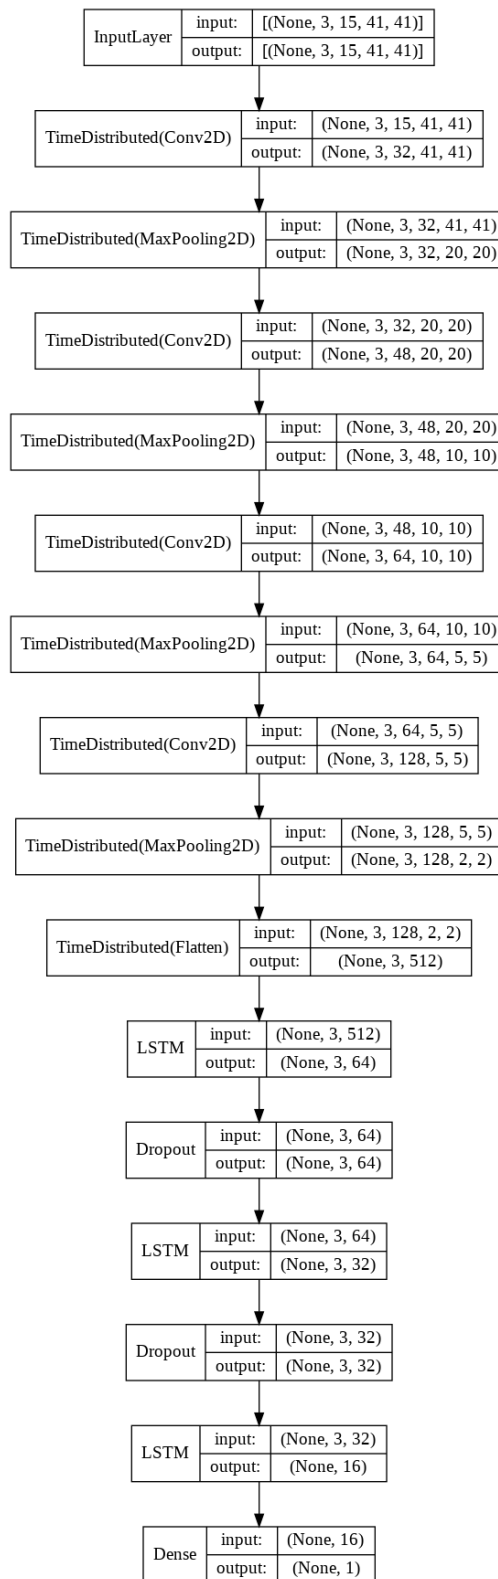 InputLayer input: [(None, 3, 15, 41, 41)]
output: [(None, 3, 15, 41, 41)]
TimeDistributed(Conv2D) input: (None, 3, 15, 41, 41)
output: (None, 3, 32, 41, 41)
TimeDistributed(MaxPooling2D) input: (None, 3, 32, 41, 41)
output: (None, 3, 32, 20, 20)
TimeDistributed(Conv2D) input: (None, 3, 32, 20, 20)
output: (None, 3, 48, 20, 20)
TimeDistributed(MaxPooling2D) input: (None, 3, 48, 20, 20)
output: (None, 3, 48, 10, 10)
TimeDistributed(Conv2D) input: (None, 3, 48, 10, 10)
output: (None, 3, 64, 10, 10)
TimeDistributed(MaxPooling2D) input: (None, 3, 64, 10, 10)
output: (None, 3, 64, 5, 5)
TimeDistributed(Conv2D) input: (None, 3, 64, 5, 5)
output: (None, 3, 128, 5, 5)
TimeDistributed(MaxPooling2D) input: (None, 3, 128, 5, 5)
output: (None, 3, 128, 2, 2)
TimeDistributed(Flatten) input: (None, 3, 128, 2, 2)
output: (None, 3, 512)
LSTM input: (None, 3, 512)
output: (None, 3, 64)
Dropout input: (None, 3, 64)
output: (None, 3, 64)
LSTM input: (None, 3, 64)
output: (None, 3, 32)
Dropout input: (None, 3, 32)
output: (None, 3, 32)
LSTM input: (None, 3, 32)
output: (None, 16)
Dense input: (None, 16)
output: (None, 1)